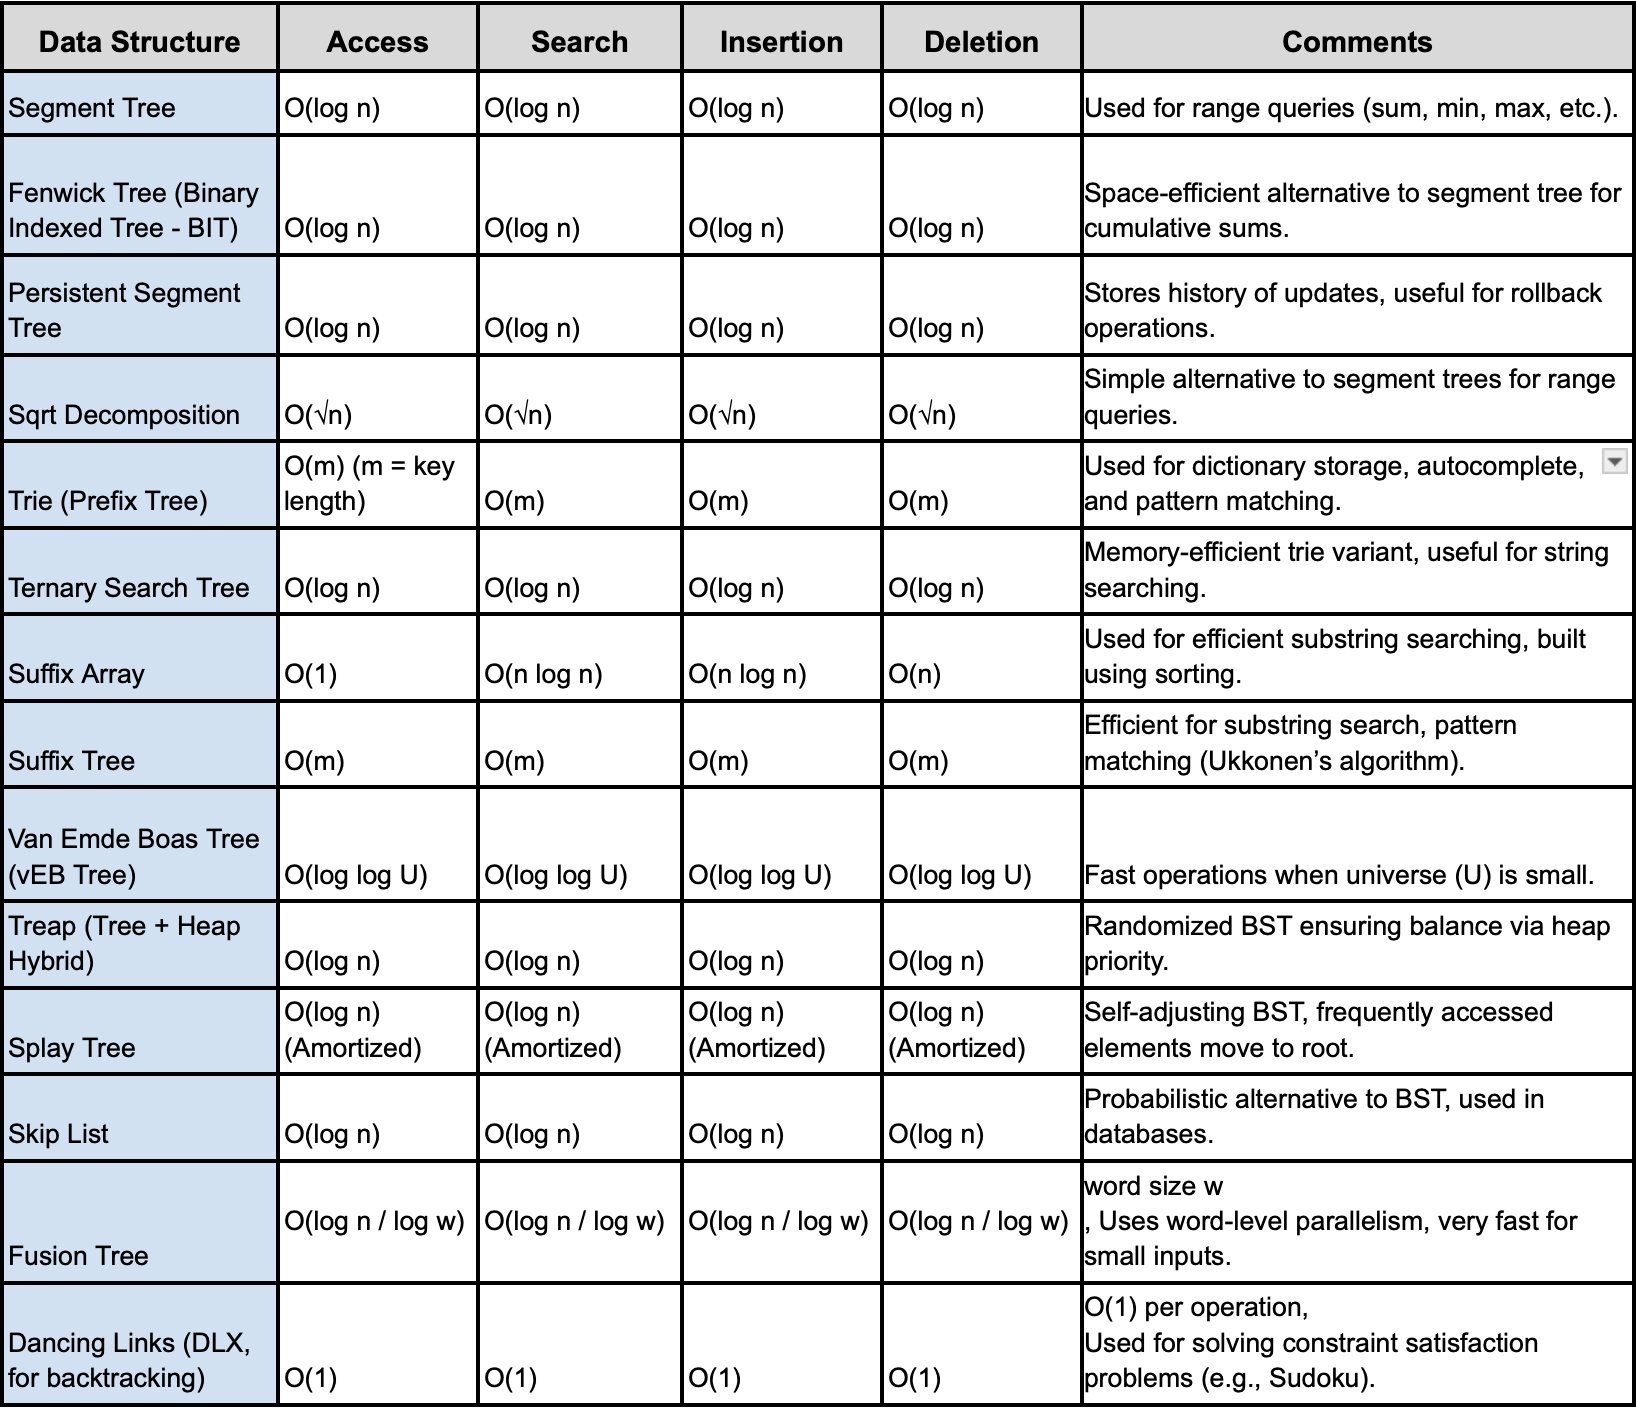 Data Structure Access Search Insertion Deletion Comments
Segment Tree O(log n) O(log n) O(log n) O(log n) Used for range queries (sum, min, max, etc.).
Fenwick Tree (Binary
Indexed Tree - BIT) O(log n) O(log n) O(log n) O(log n) Space-efficient alternative to segment tree for
cumulative sums.
Persistent Segment
Tree O(log n) O(log n) O(log n) O(log n) Stores history of updates, useful for rollback
operations.
Sqrt Decomposition O(√n) O(√n) O(√n) O(√n) Simple alternative to segment trees for range
queries.
Trie (Prefix Tree) O(m) (m = key
length) O(m) O(m) O(m) Used for dictionary storage, autocomplete,
and pattern matching.
Ternary Search Tree O(log n) O(log n) O(log n) O(log n) Memory-efficient trie variant, useful for string
searching.
Suffix Array O(1) O(n log n) O(n log n) O(n) Used for efficient substring searching, built
using sorting.
Suffix Tree O(m) O(m) O(m) O(m) Efficient for substring search, pattern
matching (Ukkonen’s algorithm).
Van Emde Boas Tree
(vEB Tree) O(log log U) O(log log U) O(log log U) O(log log U) Fast operations when universe (U) is small.
Treap (Tree + Heap
Hybrid) O(log n) O(log n) O(log n) O(log n) Randomized BST ensuring balance via heap
priority.
Splay Tree O(log n)
(Amortized) O(log n)
(Amortized) O(log n)
(Amortized) O(log n)
(Amortized) Self-adjusting BST, frequently accessed
elements move to root.
Skip List O(log n) O(log n) O(log n) O(log n) Probabilistic alternative to BST, used in
databases.
Fusion Tree O(log n / log w) O(log n / log w) O(log n / log w) O(log n / log w) word size w
, Uses word-level parallelism, very fast for
small inputs.
Dancing Links (DLX,
for backtracking) O(1) O(1) O(1) O(1) O(1) per operation,
Used for solving constraint satisfaction
problems (e.g., Sudoku).